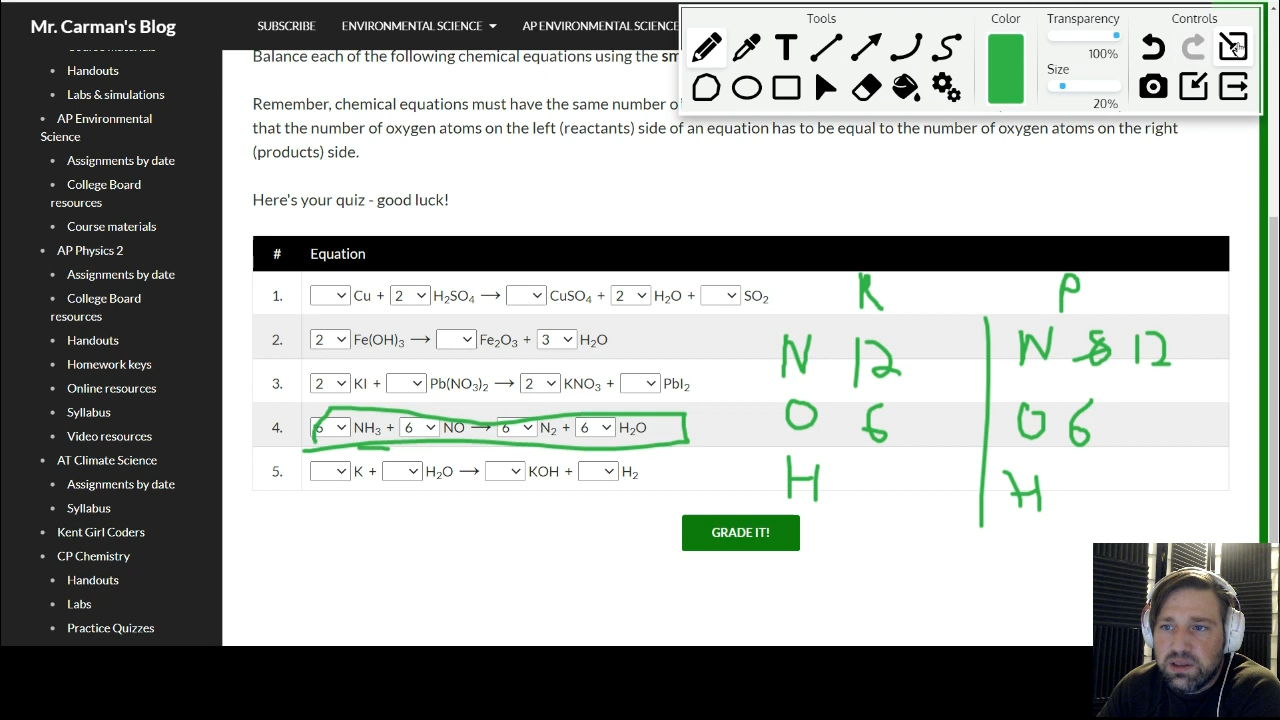 Mr. Carman's Blog
SUBSCRIBE
ENVIRONMENTAL SCIENCE
AP ENVIRONMENTAL SCIENCE
Handouts
Labs & simulations
AP Environmental
Science
Assignments by date
College Board
resources
Course materials
AP Physics 2
Assignments by date
College Board
resources
Handouts
Homework keys
Online resources
Syllabus
Video resources
AT Climate Science
Assignments by date
Syllabus
Kent Girl Coders
CP Chemistry
Handouts
Labs
Practice Quizzes
Tools
Color
Transparency
100%
Size
20%
Controls
T
Balance each of the following chemical equations using the
Remember, chemical equations must have the same number
that the number of oxygen atoms on the left (reactants) side of an equation has to be equal to the number of oxygen atoms on the right
(products) side.
Here's your quiz - good luck!
# Equation
1. Cu + 2 H₂SO₄ ⟶ CuSO₄ + 2 H₂O + SO₂
2. 2 Fe(OH)₃ ⟶ Fe₂O₃ + 3 H₂O
3. 2 KI + Pb(NO₃)₂ ⟶ 2 KNO₃ + PbI₂
4. 6 NH₃ + 6 NO ⟶ 6 N₂ + 6 H₂O
5. K + H₂O ⟶ KOH + H₂
R P
N 12 N 8 12
O 6 O 6
H H
GRADE IT!